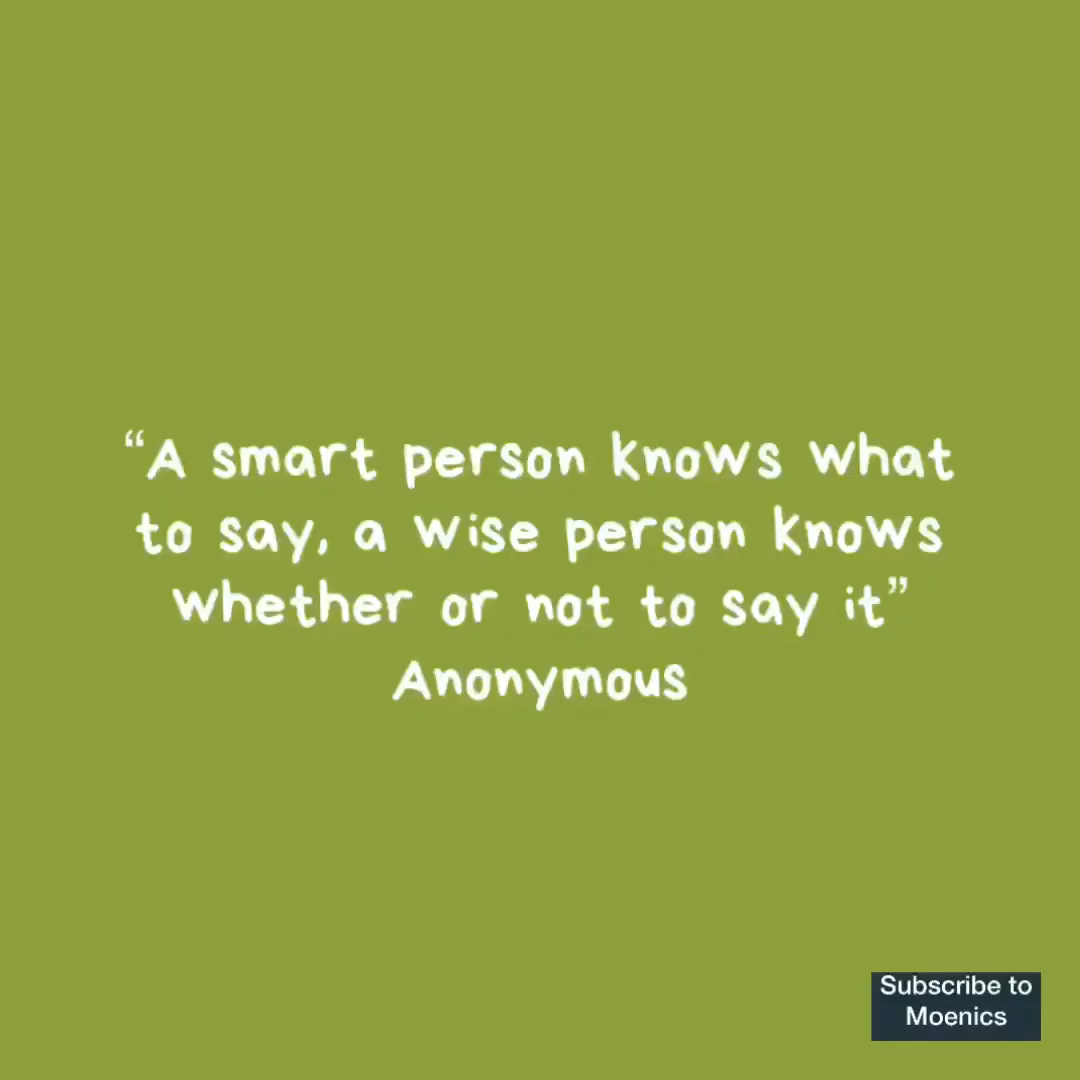 “A smart person knows what
to say, a wise person knows
whether or not to say it”
Anonymous
Subscribe to
Moenics